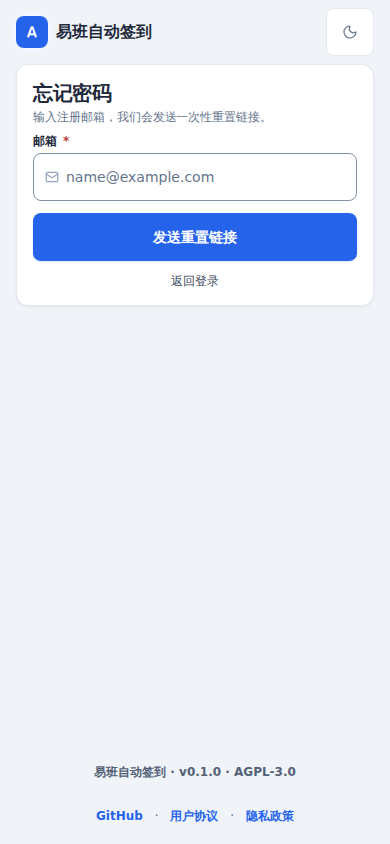 A 易班自动签到
忘记密码
输入注册邮箱，我们会发送一次性重置链接。
邮箱 *
name@example.com
发送重置链接
返回登录
易班自动签到 · v0.1.0 · AGPL-3.0
GitHub · 用户协议 · 隐私政策